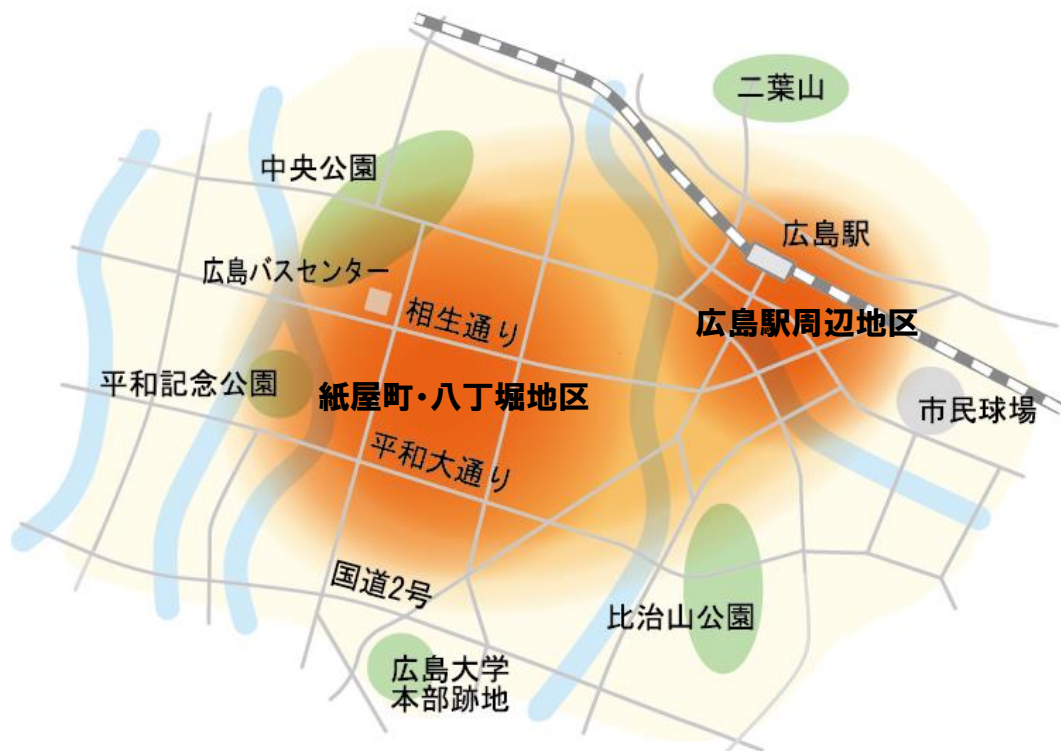 二葉山
中央公園
広島駅
広島バスセンター
相生通り
広島駅周辺地区
平和記念公園
紙屋町・八丁堀地区
市民球場
平和大通り
国道2号
比治山公園
広島大学
本部跡地